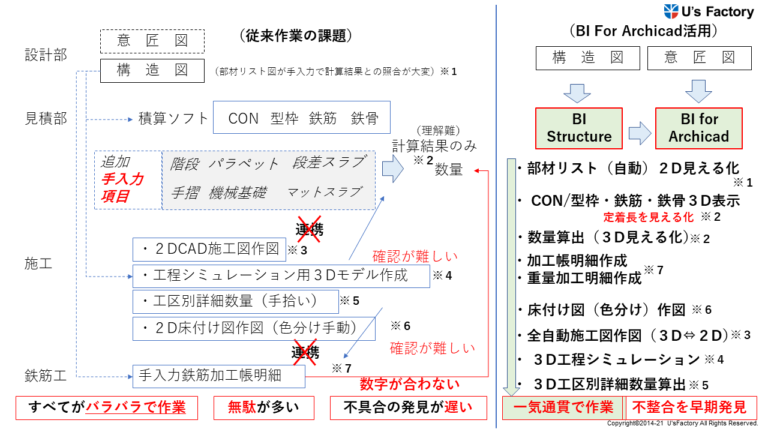 U's Factory
（従来作業の課題）
設計部
意 匠 図
構 造 図
（部材リスト図が手入力で計算結果との照合が大変）※1
見積部
積算ソフト
CON 型枠 鉄筋 鉄骨
追加
手入力
項目
階段 パラペット 段差スラブ
手摺 機械基礎 マットスラブ
（理解難）
計算結果のみ
※2
数量
連携
・２DCAD施工図作図 ※3
確認が難しい
施工
・工程シミュレーション用３Dモデル作成 ※4
・工区別詳細数量（手拾い） ※5
・２D床付け図作図（色分け手動） ※6
連携
確認が難しい
鉄筋工
手入力鉄筋加工帳明細
※7
数字が合わない
すべてがバラバラで作業
無駄が多い
不具合の発見が遅い
（BI For Archicad活用）
構 造 図
意 匠 図
BI
Structure
BI for
Archicad
・部材リスト（自動）２D見える化
※1
・ CON/型枠・鉄筋・鉄骨３D表示
定着長を見える化 ※2
・数量算出（３D見える化）※2
・加工帳明細作成
・重量加工明細作成
※7
・床付け図（色分け）作図 ※6
・全自動施工図作図（３D⇔２D）※3
・ ３D工程シミュレーション ※4
・ ３D工区別詳細数量算出 ※5
一気通貫で作業
不整合を早期発見
Copyright©2014-21 U'sFactory All Rights Reserved.